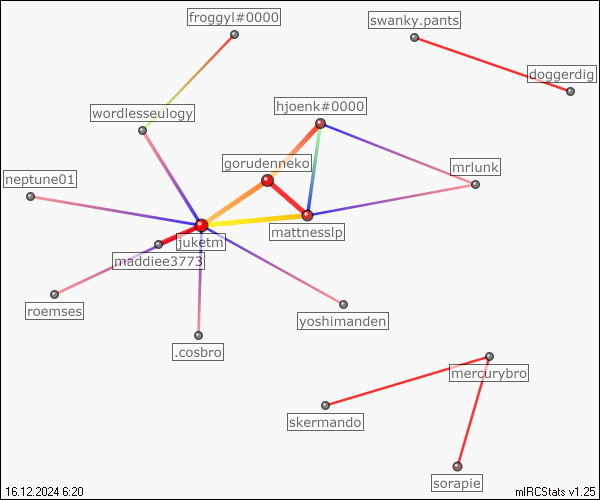 froggyl#0000
swanky.pants
doggerdig
hjoenk#0000
wordlesseulogy
gorudenneko
mrlunk
neptune01
mattnesslp
juketm
maddiee3773
roemses
yoshimanden
.cosbro
mercurybro
skermando
sorapie
16.12.2024 6:20
mIRCStats v1.25